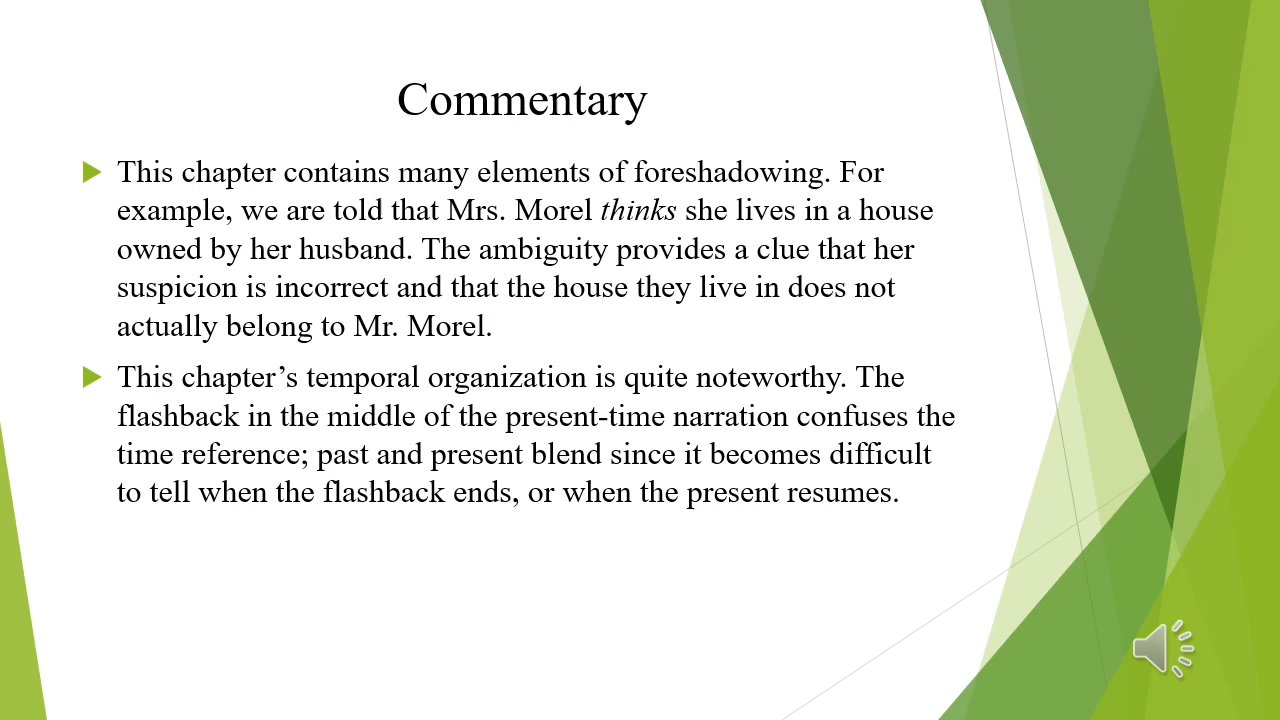 Commentary
This chapter contains many elements of foreshadowing. For
example, we are told that Mrs. Morel thinks she lives in a house
owned by her husband. The ambiguity provides a clue that her
suspicion is incorrect and that the house they live in does not
actually belong to Mr. Morel.
This chapter’s temporal organization is quite noteworthy. The
flashback in the middle of the present-time narration confuses the
time reference; past and present blend since it becomes difficult
to tell when the flashback ends, or when the present resumes.